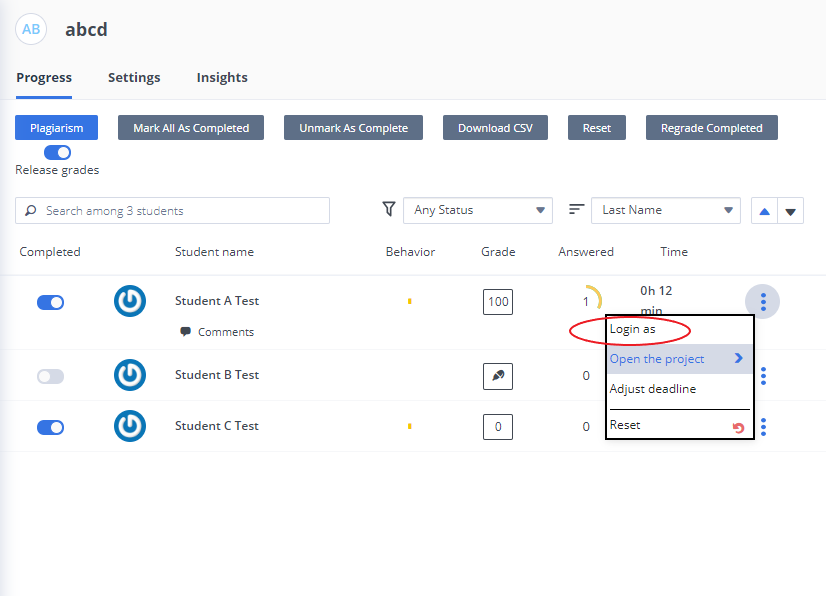 AB abcd
Progress Settings Insights
Plagiarism Mark All As Completed Unmark As Complete Download CSV Reset Regrade Completed
Release grades
Search among 3 students Any Status Last Name
Completed Student name Behavior Grade Answered Time
Student A Test 100 1 0h 12
min
Comments
Login as
Open the project
Student B Test 0
Adjust deadline
Student C Test 0 0
Reset